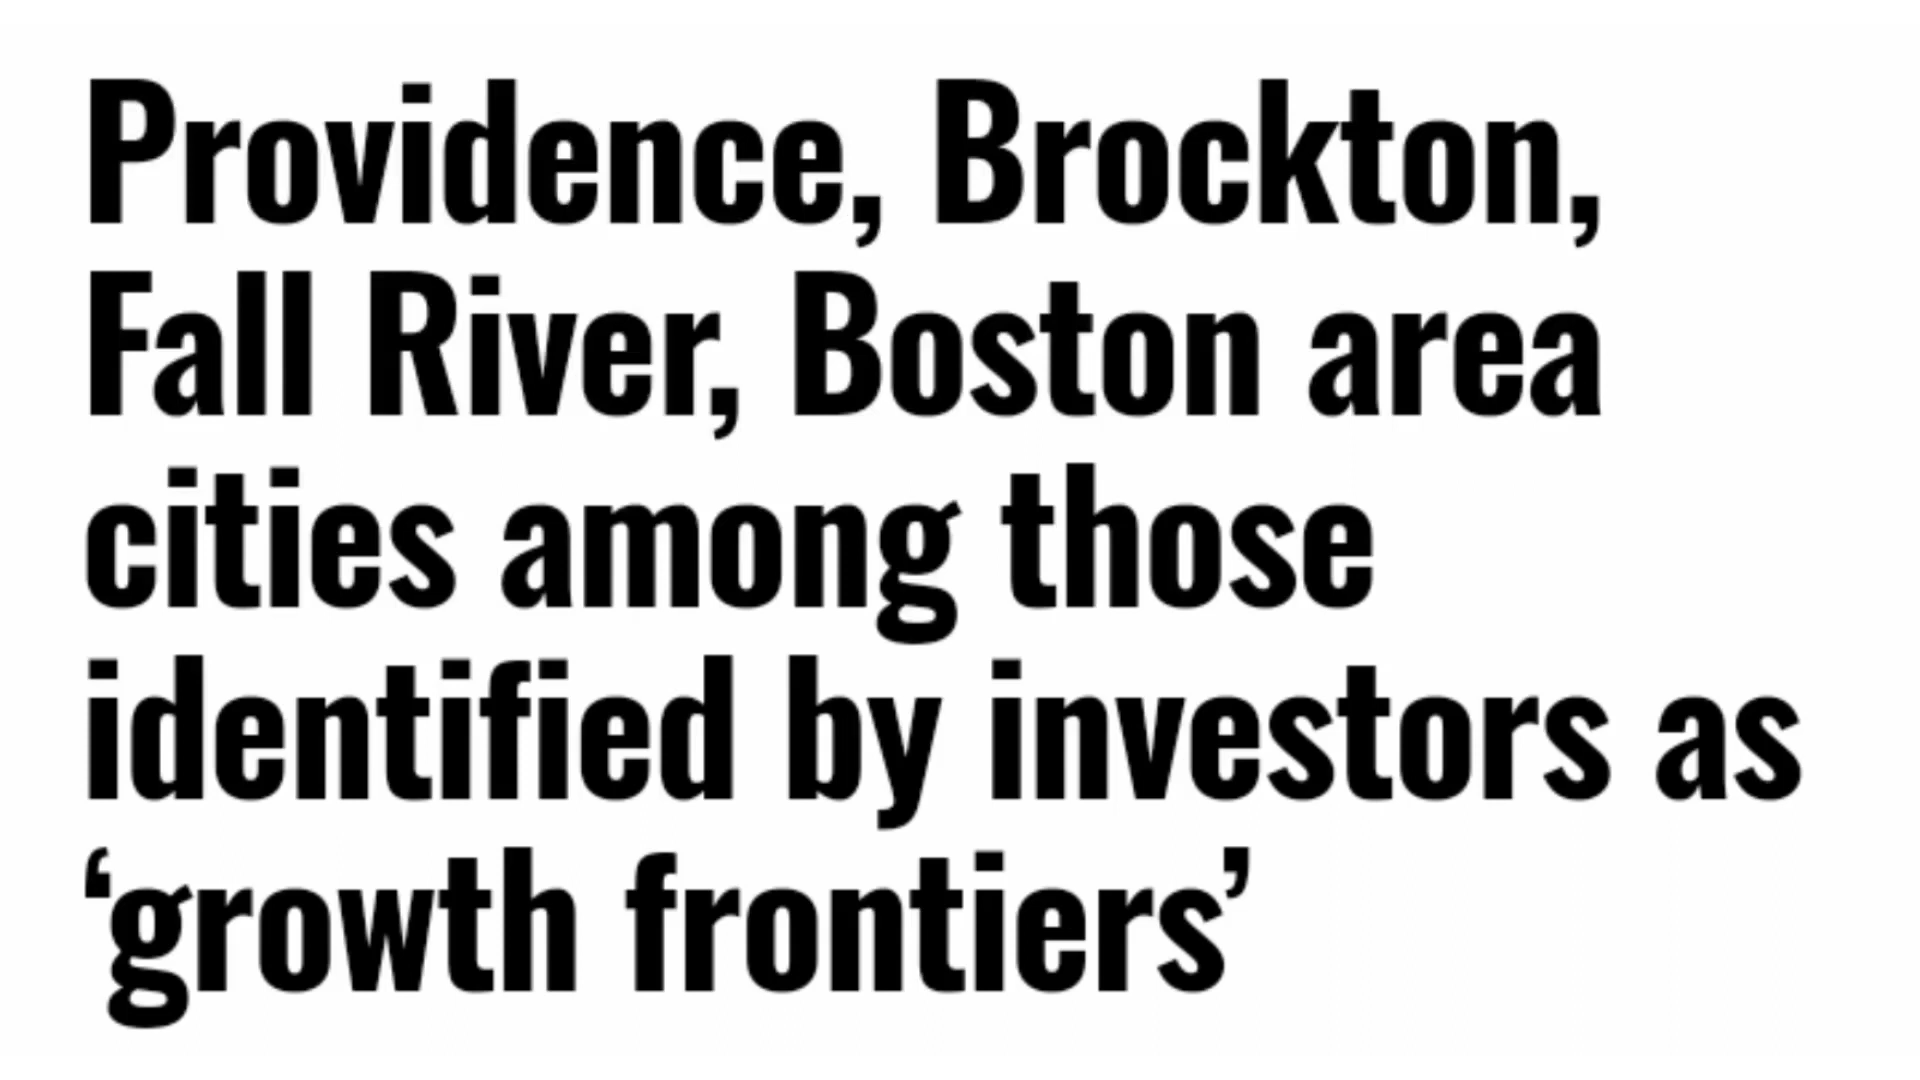 Providence, Brockton,
Fall River, Boston area
cities among those
identified by investors as
‘growth frontiers’